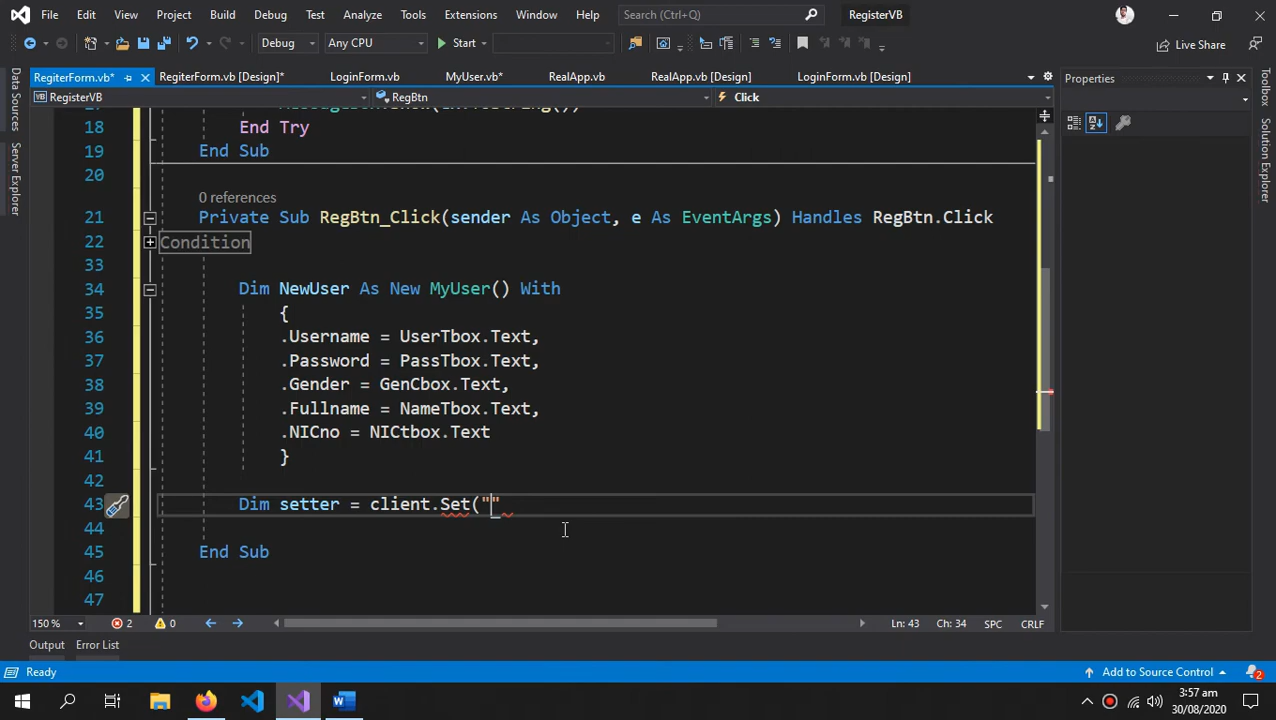 File Edit View Project Build Debug Test Analyze Tools Extensions Window Help Search (Ctrl+Q) RegisterVB
Debug Any CPU Start Live Share
RegiterForm.vb* RegiterForm.vb [Design]* LoginForm.vb MyUser.vb* RealApp.vb RealApp.vb [Design] LoginForm.vb [Design] Properties
RegisterVB RegBtn Click
18 End Try
19 End Sub
20
0 references
21 Private Sub RegBtn_Click(sender As Object, e As EventArgs) Handles RegBtn.Click
22 Condition
33
34 Dim NewUser As New MyUser() With
35 {
36 .Username = UserTbox.Text,
37 .Password = PassTbox.Text,
38 .Gender = GenCbox.Text,
39 .Fullname = NameTbox.Text,
40 .NICno = NICtbox.Text
41 }
42
43 Dim setter = client.Set(""
44
45 End Sub
46
47
150 % 2 0 Ln: 43 Ch: 34 SPC CRLF
Output Error List
Ready Add to Source Control 2
3:57 am
30/08/2020
Data Sources
Server Explorer
Toolbox
Solution Explorer